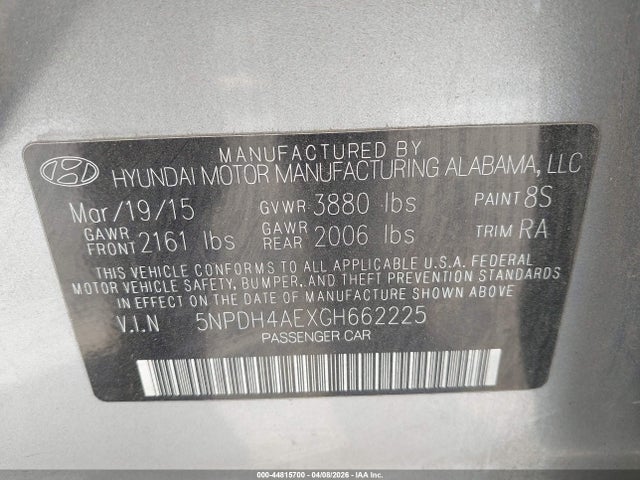 MANUFACTURED BY
HYUNDAI MOTOR MANUFACTURING ALABAMA, LLC
Mar/19/15 GVWR 3880 lbs PAINT 8S
GAWR FRONT 2161 lbs GAWR REAR 2006 lbs TRIM RA
THIS VEHICLE CONFORMS TO ALL APPLICABLE U.S.A. FEDERAL
MOTOR VEHICLE SAFETY, BUMPER, AND THEFT PREVENTION STANDARDS
IN EFFECT ON THE DATE OF MANUFACTURE SHOWN ABOVE.
V.I.N 5NPDH4AEXGH662225
PASSENGER CAR
000-44815700 - 04/08/2026 - IAA Inc. (IAAI)